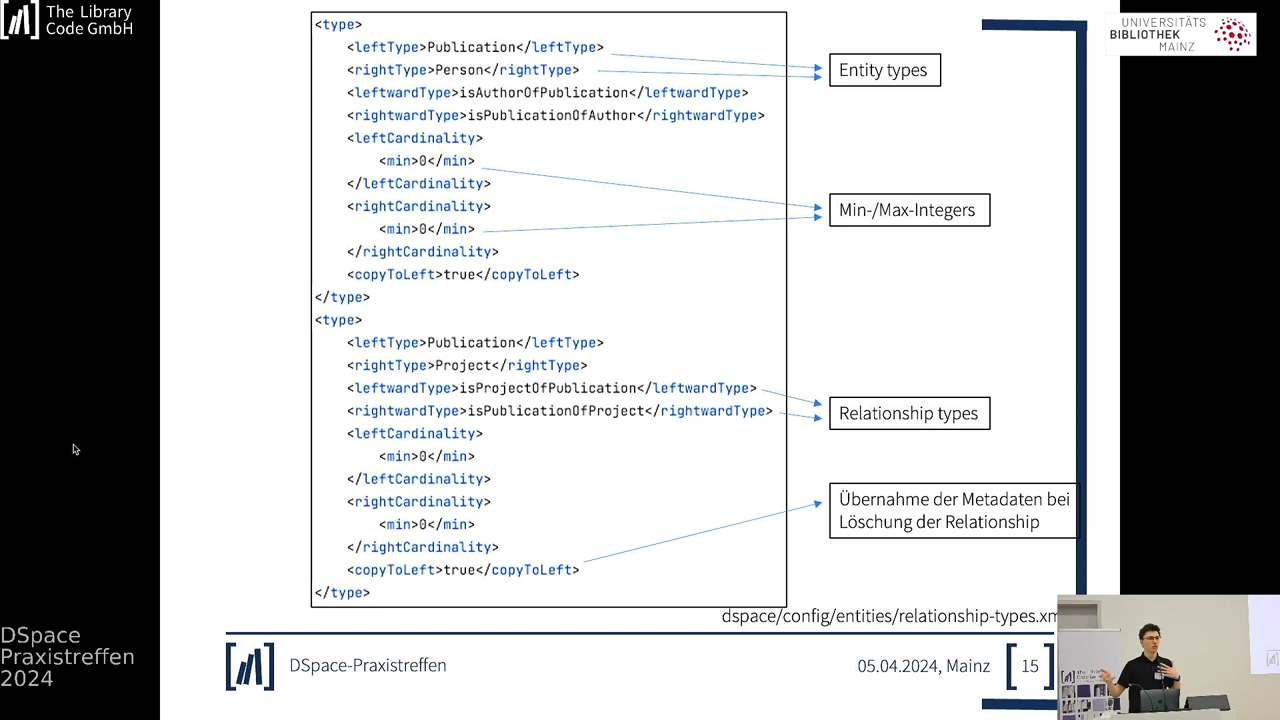 The Library
Code GmbH
UNIVERSITÄTS
BIBLIOTHEK
MAINZ
<type>
<leftType>Publication</leftType>
<rightType>Person</rightType>
<leftwardType>isAuthorOfPublication</leftwardType>
<rightwardType>isPublicationOfAuthor</rightwardType>
<leftCardinality>
<min>0</min>
</leftCardinality>
<rightCardinality>
<min>0</min>
</rightCardinality>
<copyToLeft>true</copyToLeft>
</type>
<type>
<leftType>Publication</leftType>
<rightType>Project</rightType>
<leftwardType>isProjectOfPublication</leftwardType>
<rightwardType>isPublicationOfProject</rightwardType>
<leftCardinality>
<min>0</min>
</leftCardinality>
<rightCardinality>
<min>0</min>
</rightCardinality>
<copyToLeft>true</copyToLeft>
</type>
Entity types
Min-/Max-Integers
Relationship types
Übernahme der Metadaten bei
Löschung der Relationship
dspace/config/entities/relationship-types.xm
DSpace-Praxistreffen
05.04.2024, Mainz
15
DSpace
Praxistreffen
2024